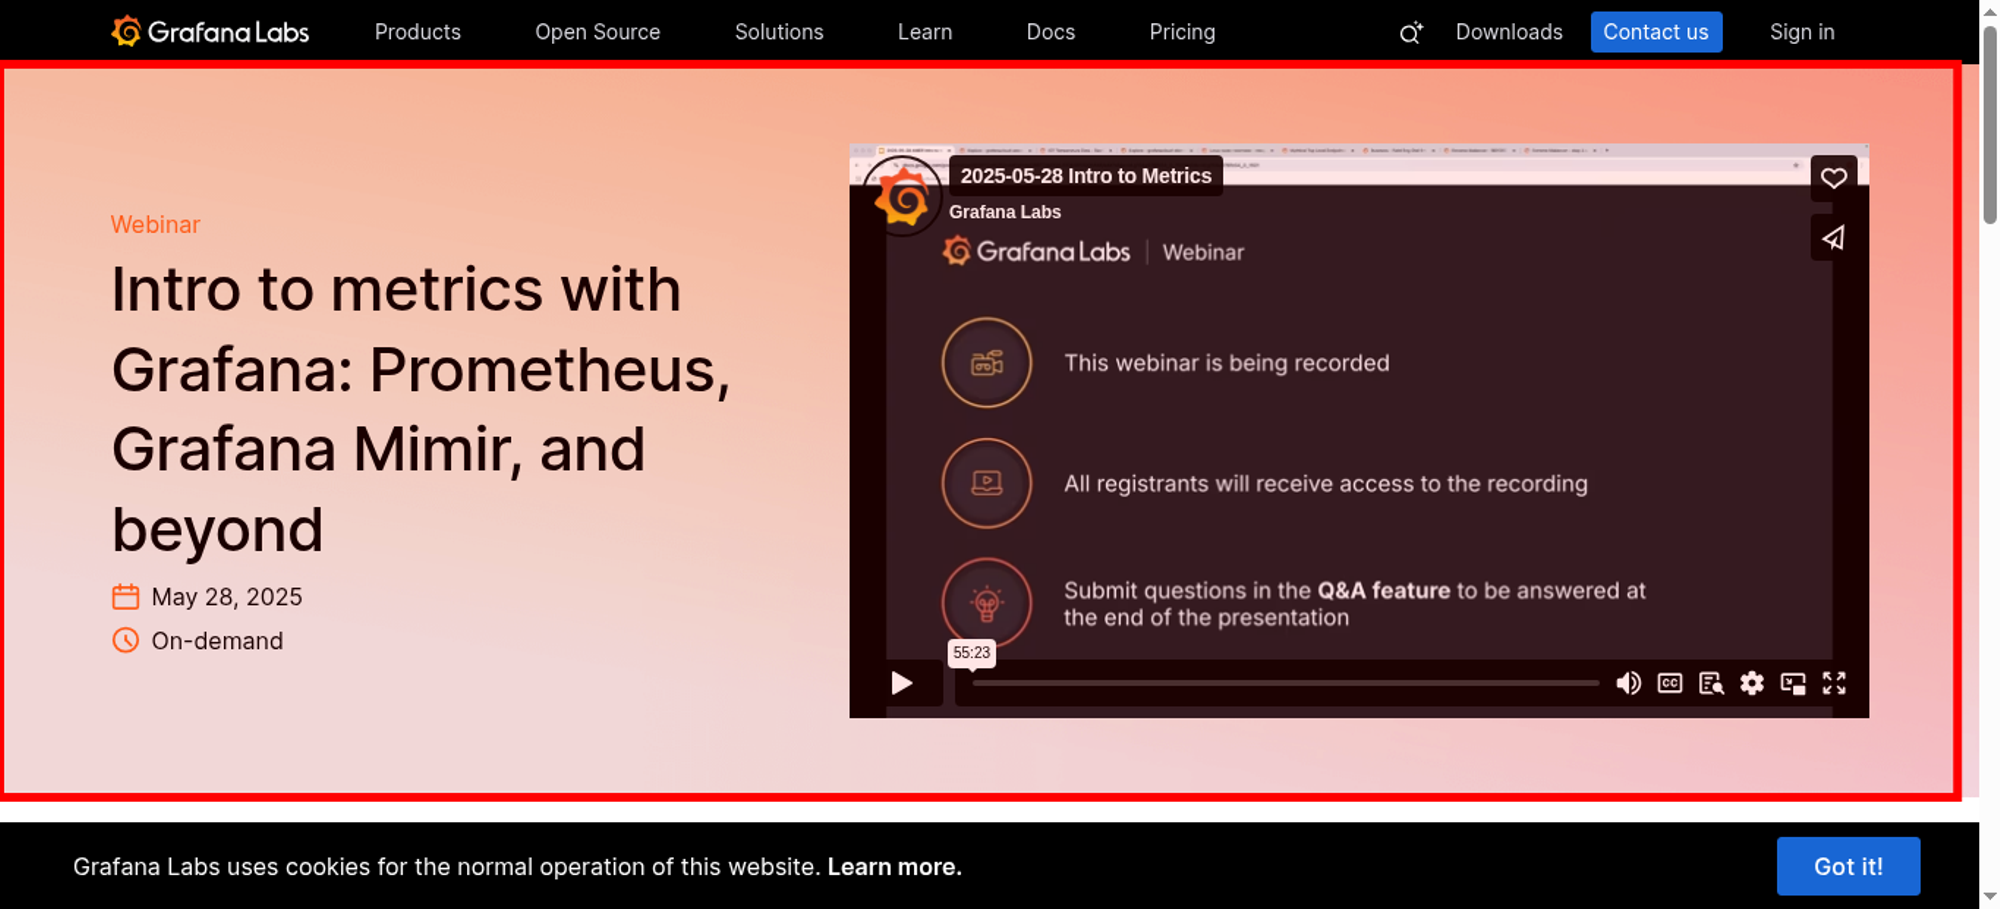 Grafana Labs Products Open Source Solutions Learn Docs Pricing Downloads Contact us Sign in
Webinar
Intro to metrics with
Grafana: Prometheus,
Grafana Mimir, and
beyond
May 28, 2025
On-demand
2025-05-28 Intro to Metrics
Grafana Labs
Grafana Labs | Webinar
This webinar is being recorded
All registrants will receive access to the recording
Submit questions in the Q&A feature to be answered at
the end of the presentation
55:23
CC
Grafana Labs uses cookies for the normal operation of this website. Learn more.
Got it!